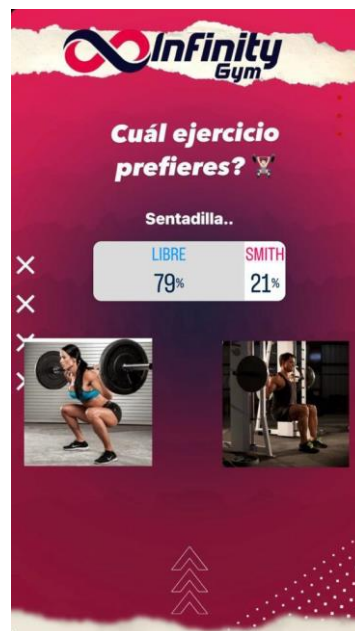 Infinity
Gym
Cuál ejercicio
prefieres? 🏋️
Sentadilla..
LIBRE SMITH
79% 21%